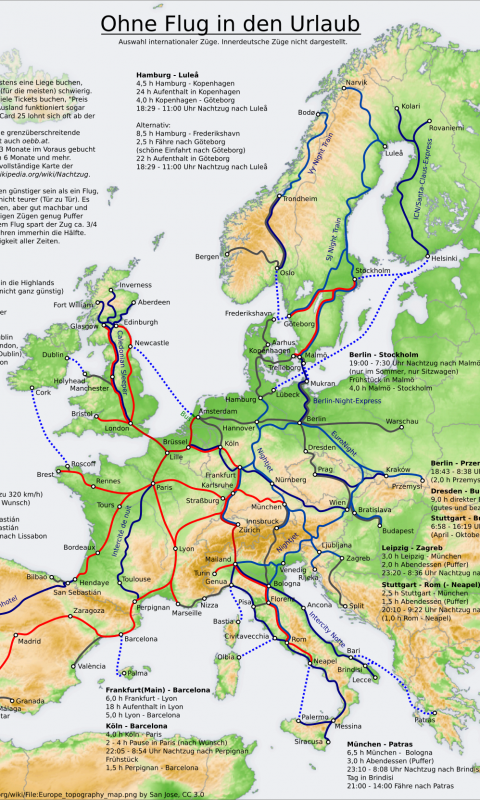 Ohne Flug in den Urlaub
Auswahl internationaler Züge. Innerdeutsche Züge nicht dargestellt.
stens eine Liege buchen,
(für die meisten) schwierig.
iele Tickets buchen, "Preis
Ausland funktioniert sogar
Card 25 lohnt sich oft ab der
e grenzüberschreitende
t auch oebb.at.
3 Monate im Voraus gebucht
n 6 Monate und mehr.
vollständige Karte der
kipedia.org/wiki/Nachtzug.
en günstiger sein als ein Flug,
nicht teurer (Tür zu Tür). Es
en, aber gut machbar und
igen Zügen genug Puffer
em Flug spart der Zug ca. 3/4
hren immerhin die Hälfte.
igkeit aller Zeiten.
Hamburg - Luleå
4,5 h Hamburg - Kopenhagen
24 h Aufenthalt in Kopenhagen
4,0 h Kopenhagen - Göteborg
18:29 - 11:00 Uhr Nachtzug nach Luleå
Alternativ:
8,5 h Hamburg - Frederikshavn
2,5 h Fähre nach Göteborg
(schöne Einfahrt nach Göteborg)
22 h Aufenthalt in Göteborg
18:29 - 11:00 Uhr Nachtzug nach Luleå
Narvik
Bodø
Kolari
Rovaniemi
Luleå
Vy Night Train
ICN/Santa-Claus-Express
Trondheim
SJ Night Train
Bergen
Oslo
Helsinki
Stockholm
in die Highlands
nicht ganz günstig)
Inverness
Fort William
Aberdeen
Glasgow
Edinburgh
Caledonian Sleeper
Newcastle
Frederikshavn
Göteborg
Aarhus
Kopenhagen
Malmö
Trelleborg
Mukran
Berlin-Night-Express
Berlin - Stockholm
19:00 - 7:30 Uhr Nachtzug nach Malmö
(nur im Sommer, nur Sitzwagen)
Frühstück in Malmö
4,0 h Malmö - Stockholm
Dublin
Holyhead
Manchester
Cork
Bristol
London
Hamburg
Lübeck
Amsterdam
Hannover
Berlin
Warschau
Brüssel
Lille
Köln
Dresden
EuroNight
Nightjet
Prag
Kraków
Przemyśl
Frankfurt
Karlsruhe
Nürnberg
Roscoff
Brest
Rennes
Paris
Straßburg
München
Wien
Bratislava
Budapest
Tours
Zürich
Innsbruck
Nightjet
Intercité de nuit
Lyon
Ljubljana
Zagreb
Mailand
Venedig
Rijeka
Bordeaux
Turin
Genua
Bologna
Split
Bilbao
Hendaye
San Sebastián
Toulouse
Perpignan
Marseille
Nizza
Pisa
Florenz
Ancona
Intercity Notte
Zaragoza
Bastia
Civitavecchia
Rom
Madrid
Barcelona
Olbia
Neapel
Bari
Brindisi
Lecce
València
Palma
Palermo
Messina
Siracusa
Patras
Granada
Berlin - Przem
18:43 - 8:38 U
(2,0 h Przemyś
Dresden - Bu
9,0 h direkter
(gutes und bez
Stuttgart - B
6:58 - 16:19 U
(April - Oktobe
Leipzig - Zagreb
3,0 h Leipzig - München
2,0 h Abendessen (Puffer)
23:20 - 8:36 Uhr Nachtzug na
Stuttgart - Rom (- Neapel)
2,5 h Stuttgart - München
1,5 h Abendessen (Puffer)
20:10 - 9:22 Uhr Nachtzug na
(1,0 h Rom - Neapel)
Frankfurt(Main) - Barcelona
6,0 h Frankfurt - Lyon
18 h Aufenthalt in Lyon
5,0 h Lyon - Barcelona
Köln - Barcelona
4,0 h Köln - Paris
2 - 4 h Pause in Paris (nach Wunsch)
22:05 - 8:54 Uhr Nachtzug nach Perpignan
Frühstück
1,5 h Perpignan - Barcelona
München - Patras
6,5 h München - Bologna
3,0 h Abendessen (Puffer)
23:10 - 8:08 Uhr Nachtzug nach Brindis
Tag in Brindisi
21:00 - 14:00 Fähre nach Patras
org/wiki/File:Europe_topography_map.png by San Jose, CC 3.0